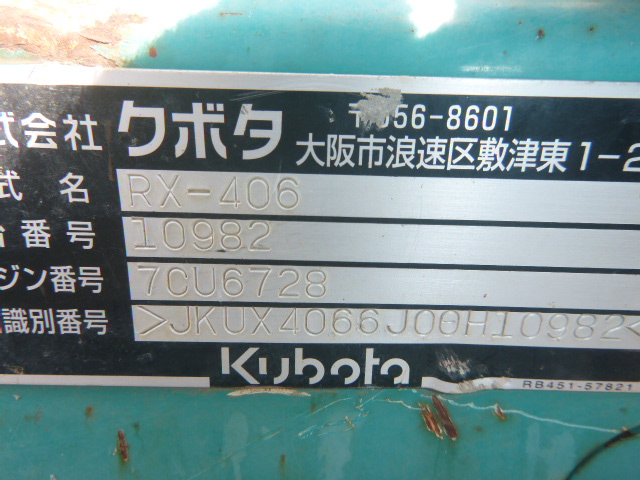 式会社 クボタ 〒556-8601
大阪市浪速区敷津東1-2
式名 RX-406
台番号 10982
ジン番号 7CU6728
識別番号 >JKUX4066J00H10982<
Kubota
RB451-57821